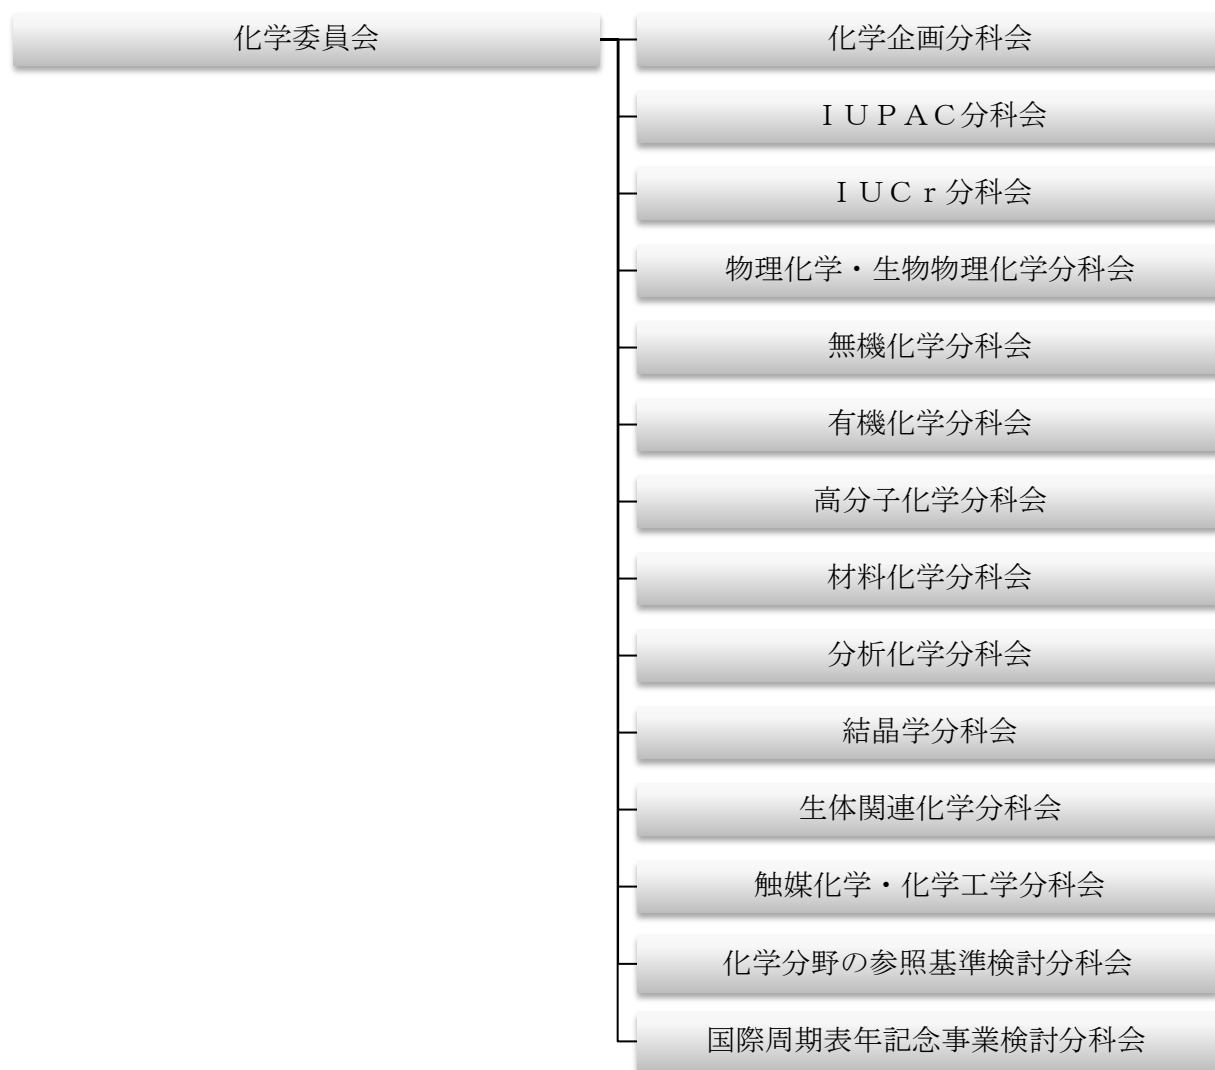 化学委員会
化学企画分科会
ＩＵＰＡＣ分科会
ＩＵＣｒ分科会
物理化学・生物物理化学分科会
無機化学分科会
有機化学分科会
高分子化学分科会
材料化学分科会
分析化学分科会
結晶学分科会
生体関連化学分科会
触媒化学・化学工学分科会
化学分野の参照基準検討分科会
国際周期表年記念事業検討分科会